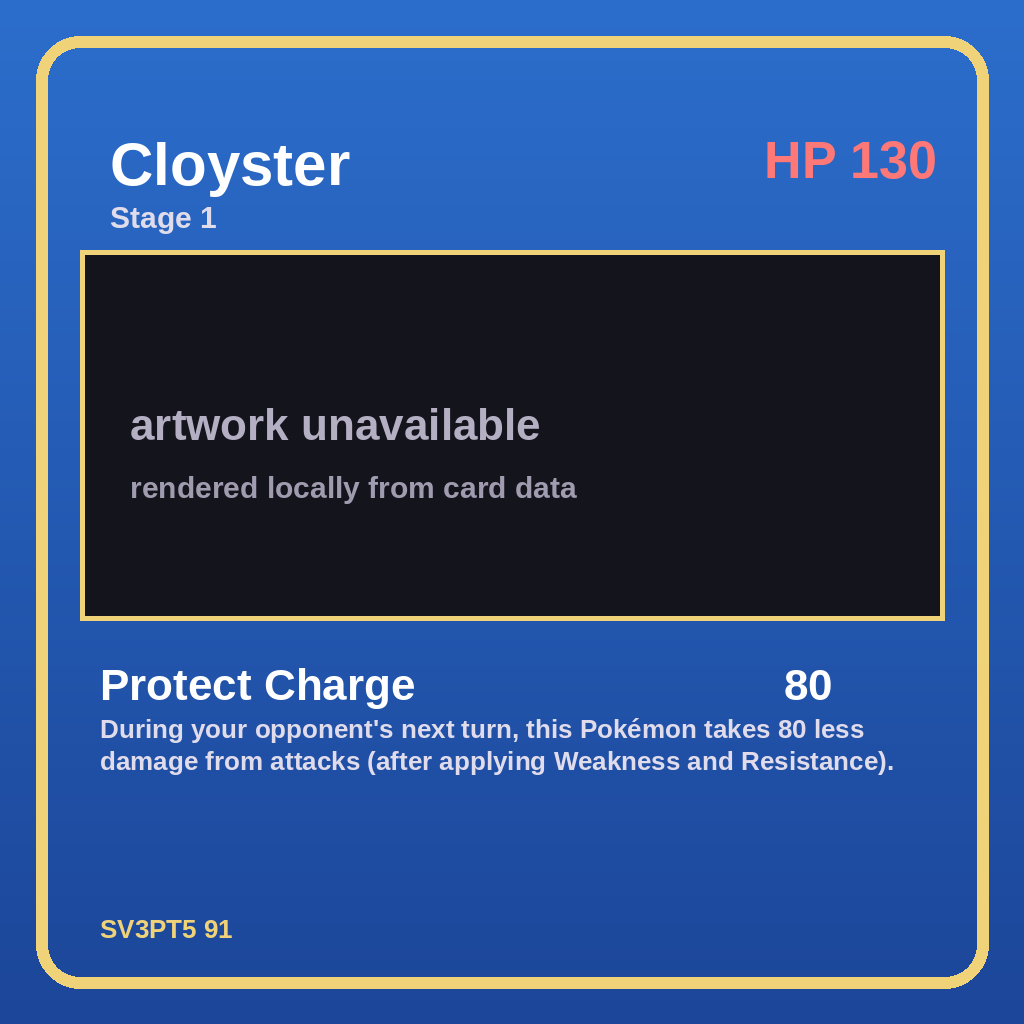 Cloyster
HP 130
Stage 1
artwork unavailable
rendered locally from card data
Protect Charge
80
During your opponent's next turn, this Pokémon takes 80 less
damage from attacks (after applying Weakness and Resistance).
SV3PT5 91